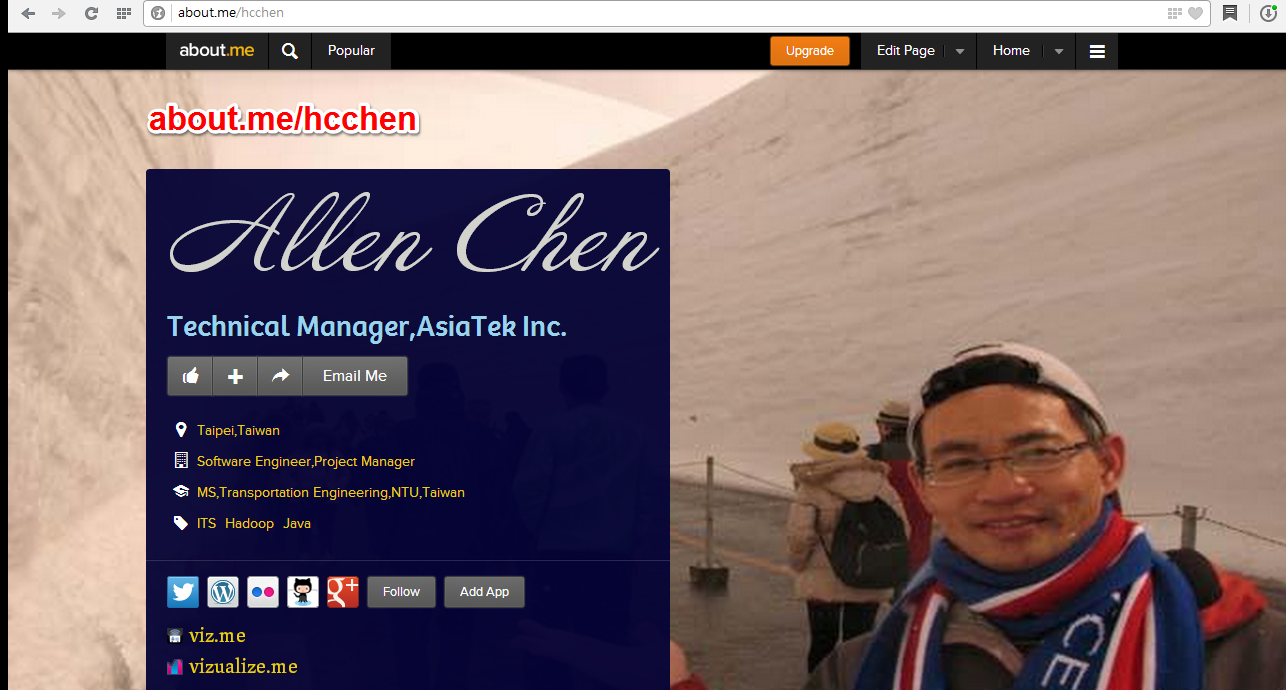 about.me/hcchen
about.me Popular Upgrade Edit Page Home
about.me/hcchen
Allen Chen
Technical Manager,AsiaTek Inc.
Email Me
Taipei,Taiwan
Software Engineer,Project Manager
MS,Transportation Engineering,NTU,Taiwan
ITS Hadoop Java
g+ Follow Add App
viz.me
vizualize.me
CE